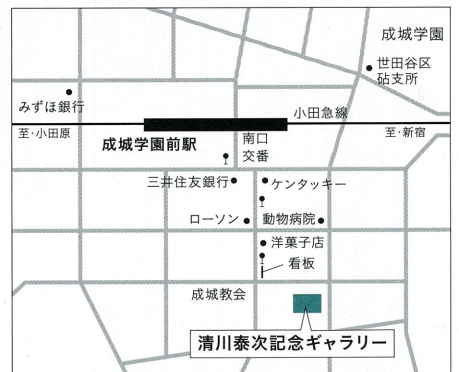 成城学園
世田谷区
砧支所
みずほ銀行
小田急線
至・小田原
至・新宿
成城学園前駅
南口
交番
三井住友銀行
ケンタッキー
ローソン
動物病院
洋菓子店
看板
成城教会
清川泰次記念ギャラリー